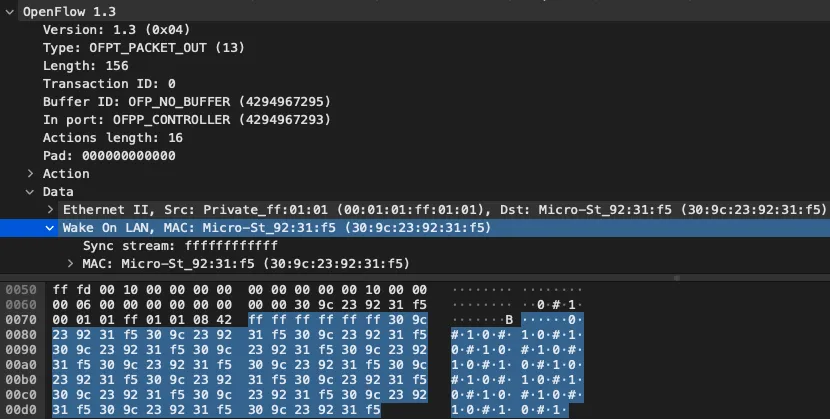 OpenFlow 1.3
Version: 1.3 (0x04)
Type: OFPT_PACKET_OUT (13)
Length: 156
Transaction ID: 0
Buffer ID: OFP_NO_BUFFER (4294967295)
In port: OFPP_CONTROLLER (4294967293)
Actions length: 16
Pad: 000000000000
Action
Data
Ethernet II, Src: Private_ff:01:01 (00:01:01:ff:01:01), Dst: Micro-St_92:31:f5 (30:9c:23:92:31:f5)
Wake On LAN, MAC: Micro-St_92:31:f5 (30:9c:23:92:31:f5)
Sync stream: ffffffffffff
MAC: Micro-St_92:31:f5 (30:9c:23:92:31:f5)
0050 ff fd 00 10 00 00 00 00 00 00 00 00 00 10 00 00 ········ ········
0060 00 06 00 00 00 00 00 00 00 00 30 9c 23 92 31 f5 ········ ··0·#·1·
0070 00 01 01 ff 01 01 08 42 ff ff ff ff ff ff 30 9c ·······B ······0·
0080 23 92 31 f5 30 9c 23 92 31 f5 30 9c 23 92 31 f5 #·1·0·#· 1·0·#·1·
0090 30 9c 23 92 31 f5 30 9c 23 92 31 f5 30 9c 23 92 0·#·1·0· #·1·0·#·
00a0 31 f5 30 9c 23 92 31 f5 30 9c 23 92 31 f5 30 9c 1·0·#·1· 0·#·1·0·
00b0 23 92 31 f5 30 9c 23 92 31 f5 30 9c 23 92 31 f5 #·1·0·#· 1·0·#·1·
00c0 30 9c 23 92 31 f5 30 9c 23 92 31 f5 30 9c 23 92 0·#·1·0· #·1·0·#·
00d0 31 f5 30 9c 23 92 31 f5 30 9c 23 92 31 f5 1·0·#·1· 0·#·1·